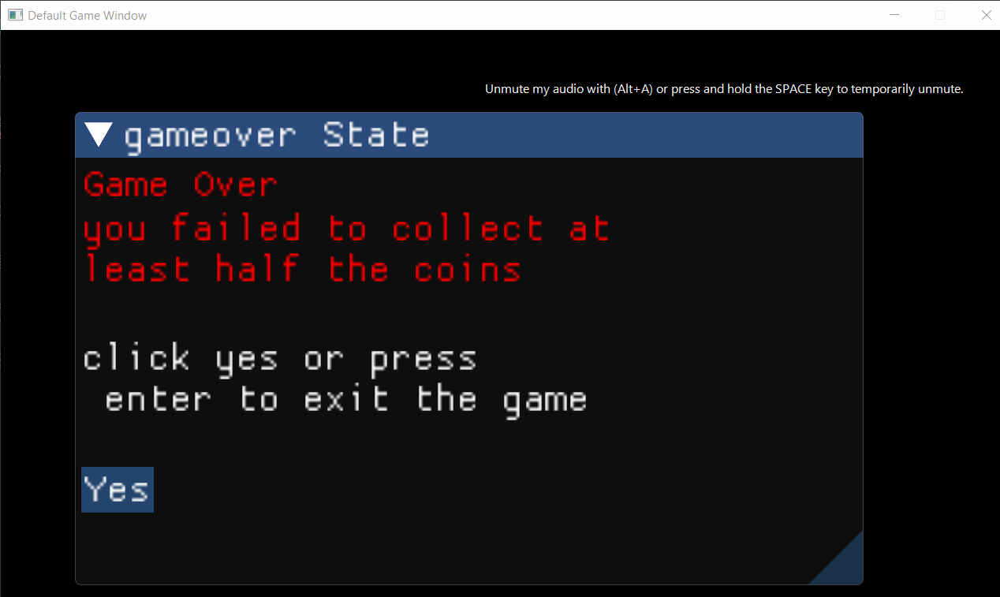 Default Game Window
Unmute my audio with (Alt+A) or press and hold the SPACE key to temporarily unmute.
gameover State
Game Over
you failed to collect at
least half the coins
click yes or press
enter to exit the game
Yes